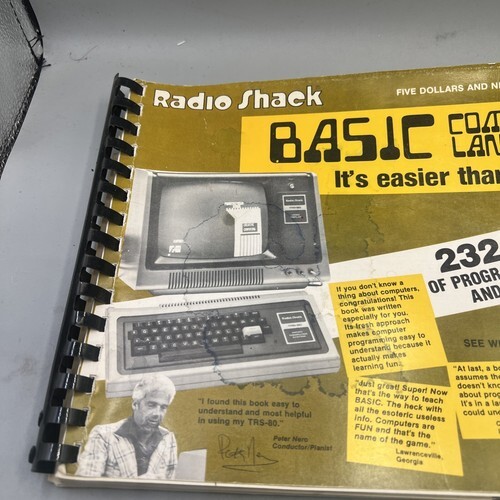 Radio Shack
FIVE DOLLARS AND
BASIC
It's easier than
232
OF PROGR
AND
If you don't know a
thing about computers,
congratulations! This
book was written
especially for you.
Its fresh approach
makes computer
programming easy to
understand because it
actually makes
learning fun.
SEE
Radio Shack
"I found this book easy to
understand and most helpful
in using my TRS-80."
Peter Nero
Conductor/Pianist
"Just great! Super! Now
that's the way to teach
BASIC. The heck with
all the esoteric useless
info. Computers are
FUN and that's the
name of the game."
Lawrenceville,
Georgia
"At last, a bo
assumes the
doesn't kno
about prog
It's in a la
could un